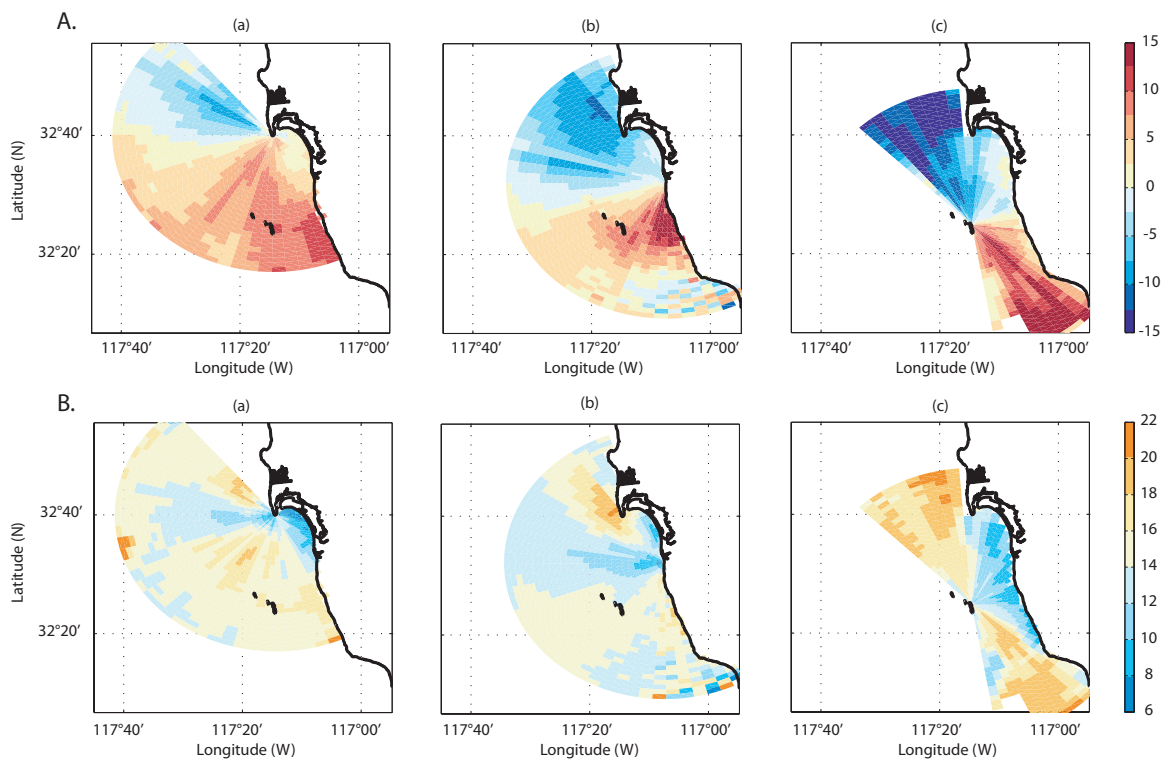 A.
(a) (b) (c)
Latitude (N)
32°40′
32°20′
117°40′ 117°20′ 117°00′
Longitude (W)
117°40′ 117°20′ 117°00′
Longitude (W)
117°40′ 117°20′ 117°00′
Longitude (W)
15
10
5
0
-5
-10
-15
B.
(a) (b) (c)
Latitude (N)
32°40′
32°20′
117°40′ 117°20′ 117°00′
Longitude (W)
117°40′ 117°20′ 117°00′
Longitude (W)
117°40′ 117°20′ 117°00′
Longitude (W)
22
20
18
16
14
12
10
8
6